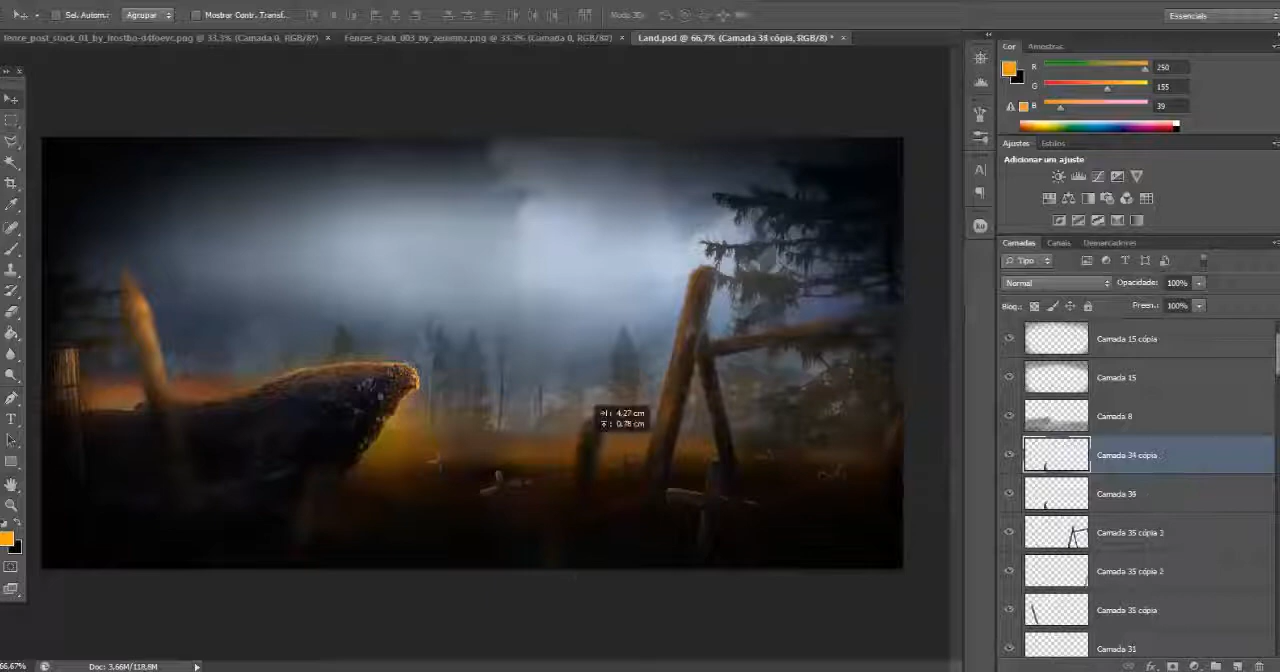 Sel. Autom.: Agrupar Mostrar Contr. Transf. Modo 3D: Essenciais
fence_post_stock_01_by_frostbo-d4foevc.png @ 33,3% (Camada 0, RGB/8*) × Fences_Pack_003_by_zeuxmnz.png @ 33,3% (Camada 0, RGB/8#) × Land.psd @ 66,7% (Camada 34 cópia, RGB/8) * ×
Cor Amostras
R 250
G 155
B 39
Ajustes Estilos
Adicionar um ajuste
Camadas Canais Demarcadores
Tipo
Normal Opacidade: 100%
Bloq.: Preen.: 100%
Camada 15 cópia
Camada 15
Camada 8
: 4,27 cm
: 0,78 cm
Camada 34 cópia
Camada 36
Camada 35 cópia 3
Camada 35 cópia 2
Camada 35 cópia
Camada 31
66,67% Doc: 3,66M/118,8M